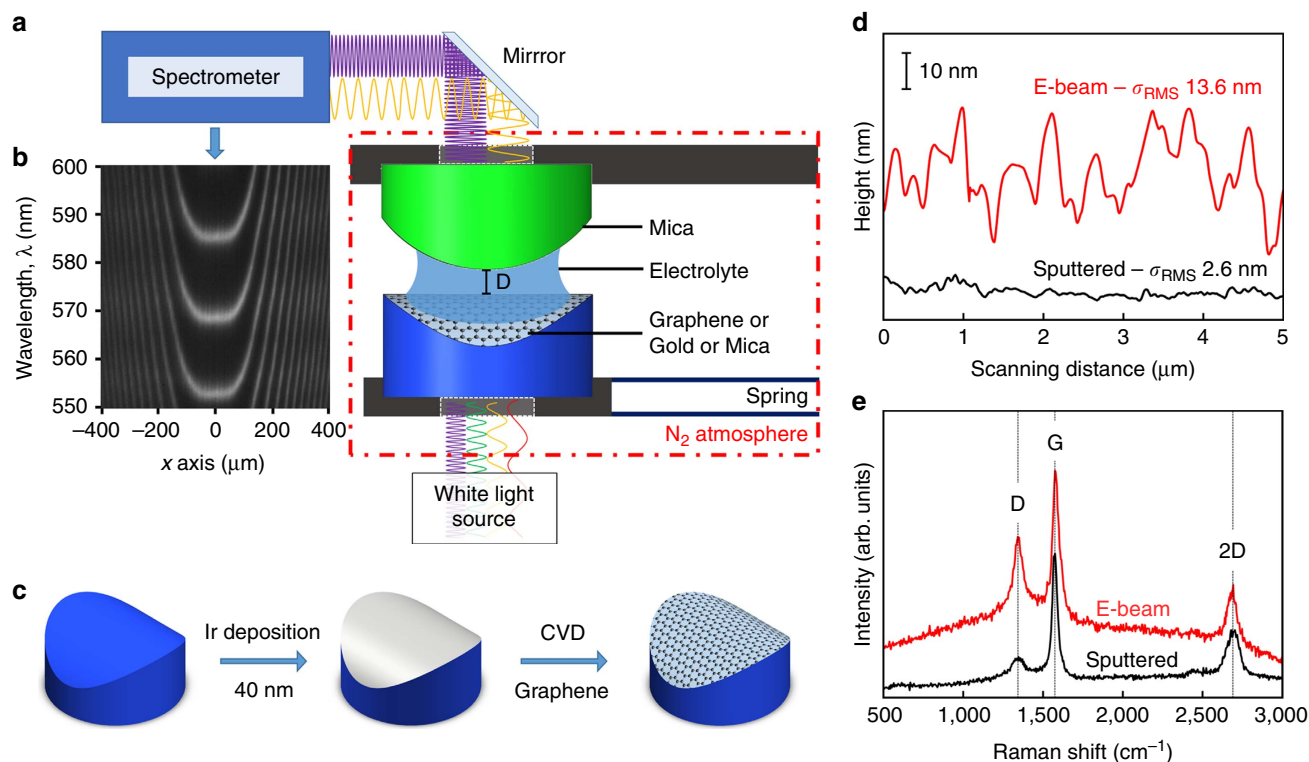 a
Spectrometer
Mirrror
b
Wavelength, λ (nm)
600
590
580
570
560
550
–400
–200
0
200
400
x axis (μm)
Mica
Electrolyte
D
Graphene or
Gold or Mica
Spring
N₂ atmosphere
White light
source
c
Ir deposition
40 nm
CVD
Graphene
d
10 nm
E-beam – σRMS 13.6 nm
Height (nm)
Sputtered – σRMS 2.6 nm
0
1
2
3
4
5
Scanning distance (μm)
e
G
D
2D
Intensity (arb. units)
E-beam
Sputtered
500
1,000
1,500
2,000
2,500
3,000
Raman shift (cm⁻¹)